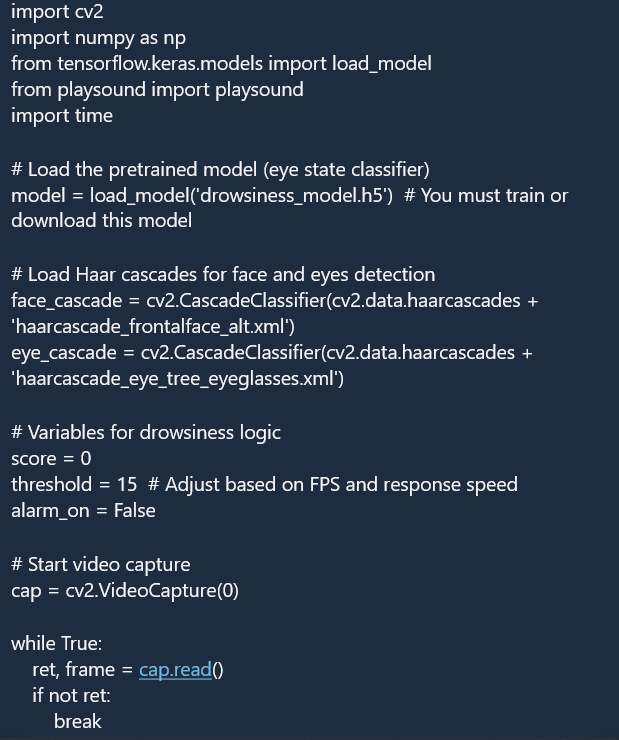 import cv2
import numpy as np
from tensorflow.keras.models import load_model
from playsound import playsound
import time
# Load the pretrained model (eye state classifier)
model = load_model('drowsiness_model.h5')  # You must train or
download this model
# Load Haar cascades for face and eyes detection
face_cascade = cv2.CascadeClassifier(cv2.data.haarcascades +
'haarcascade_frontalface_alt.xml')
eye_cascade = cv2.CascadeClassifier(cv2.data.haarcascades +
'haarcascade_eye_tree_eyeglasses.xml')
# Variables for drowsiness logic
score = 0
threshold = 15  # Adjust based on FPS and response speed
alarm_on = False
# Start video capture
cap = cv2.VideoCapture(0)
while True:
    ret, frame = cap.read()
    if not ret:
        break